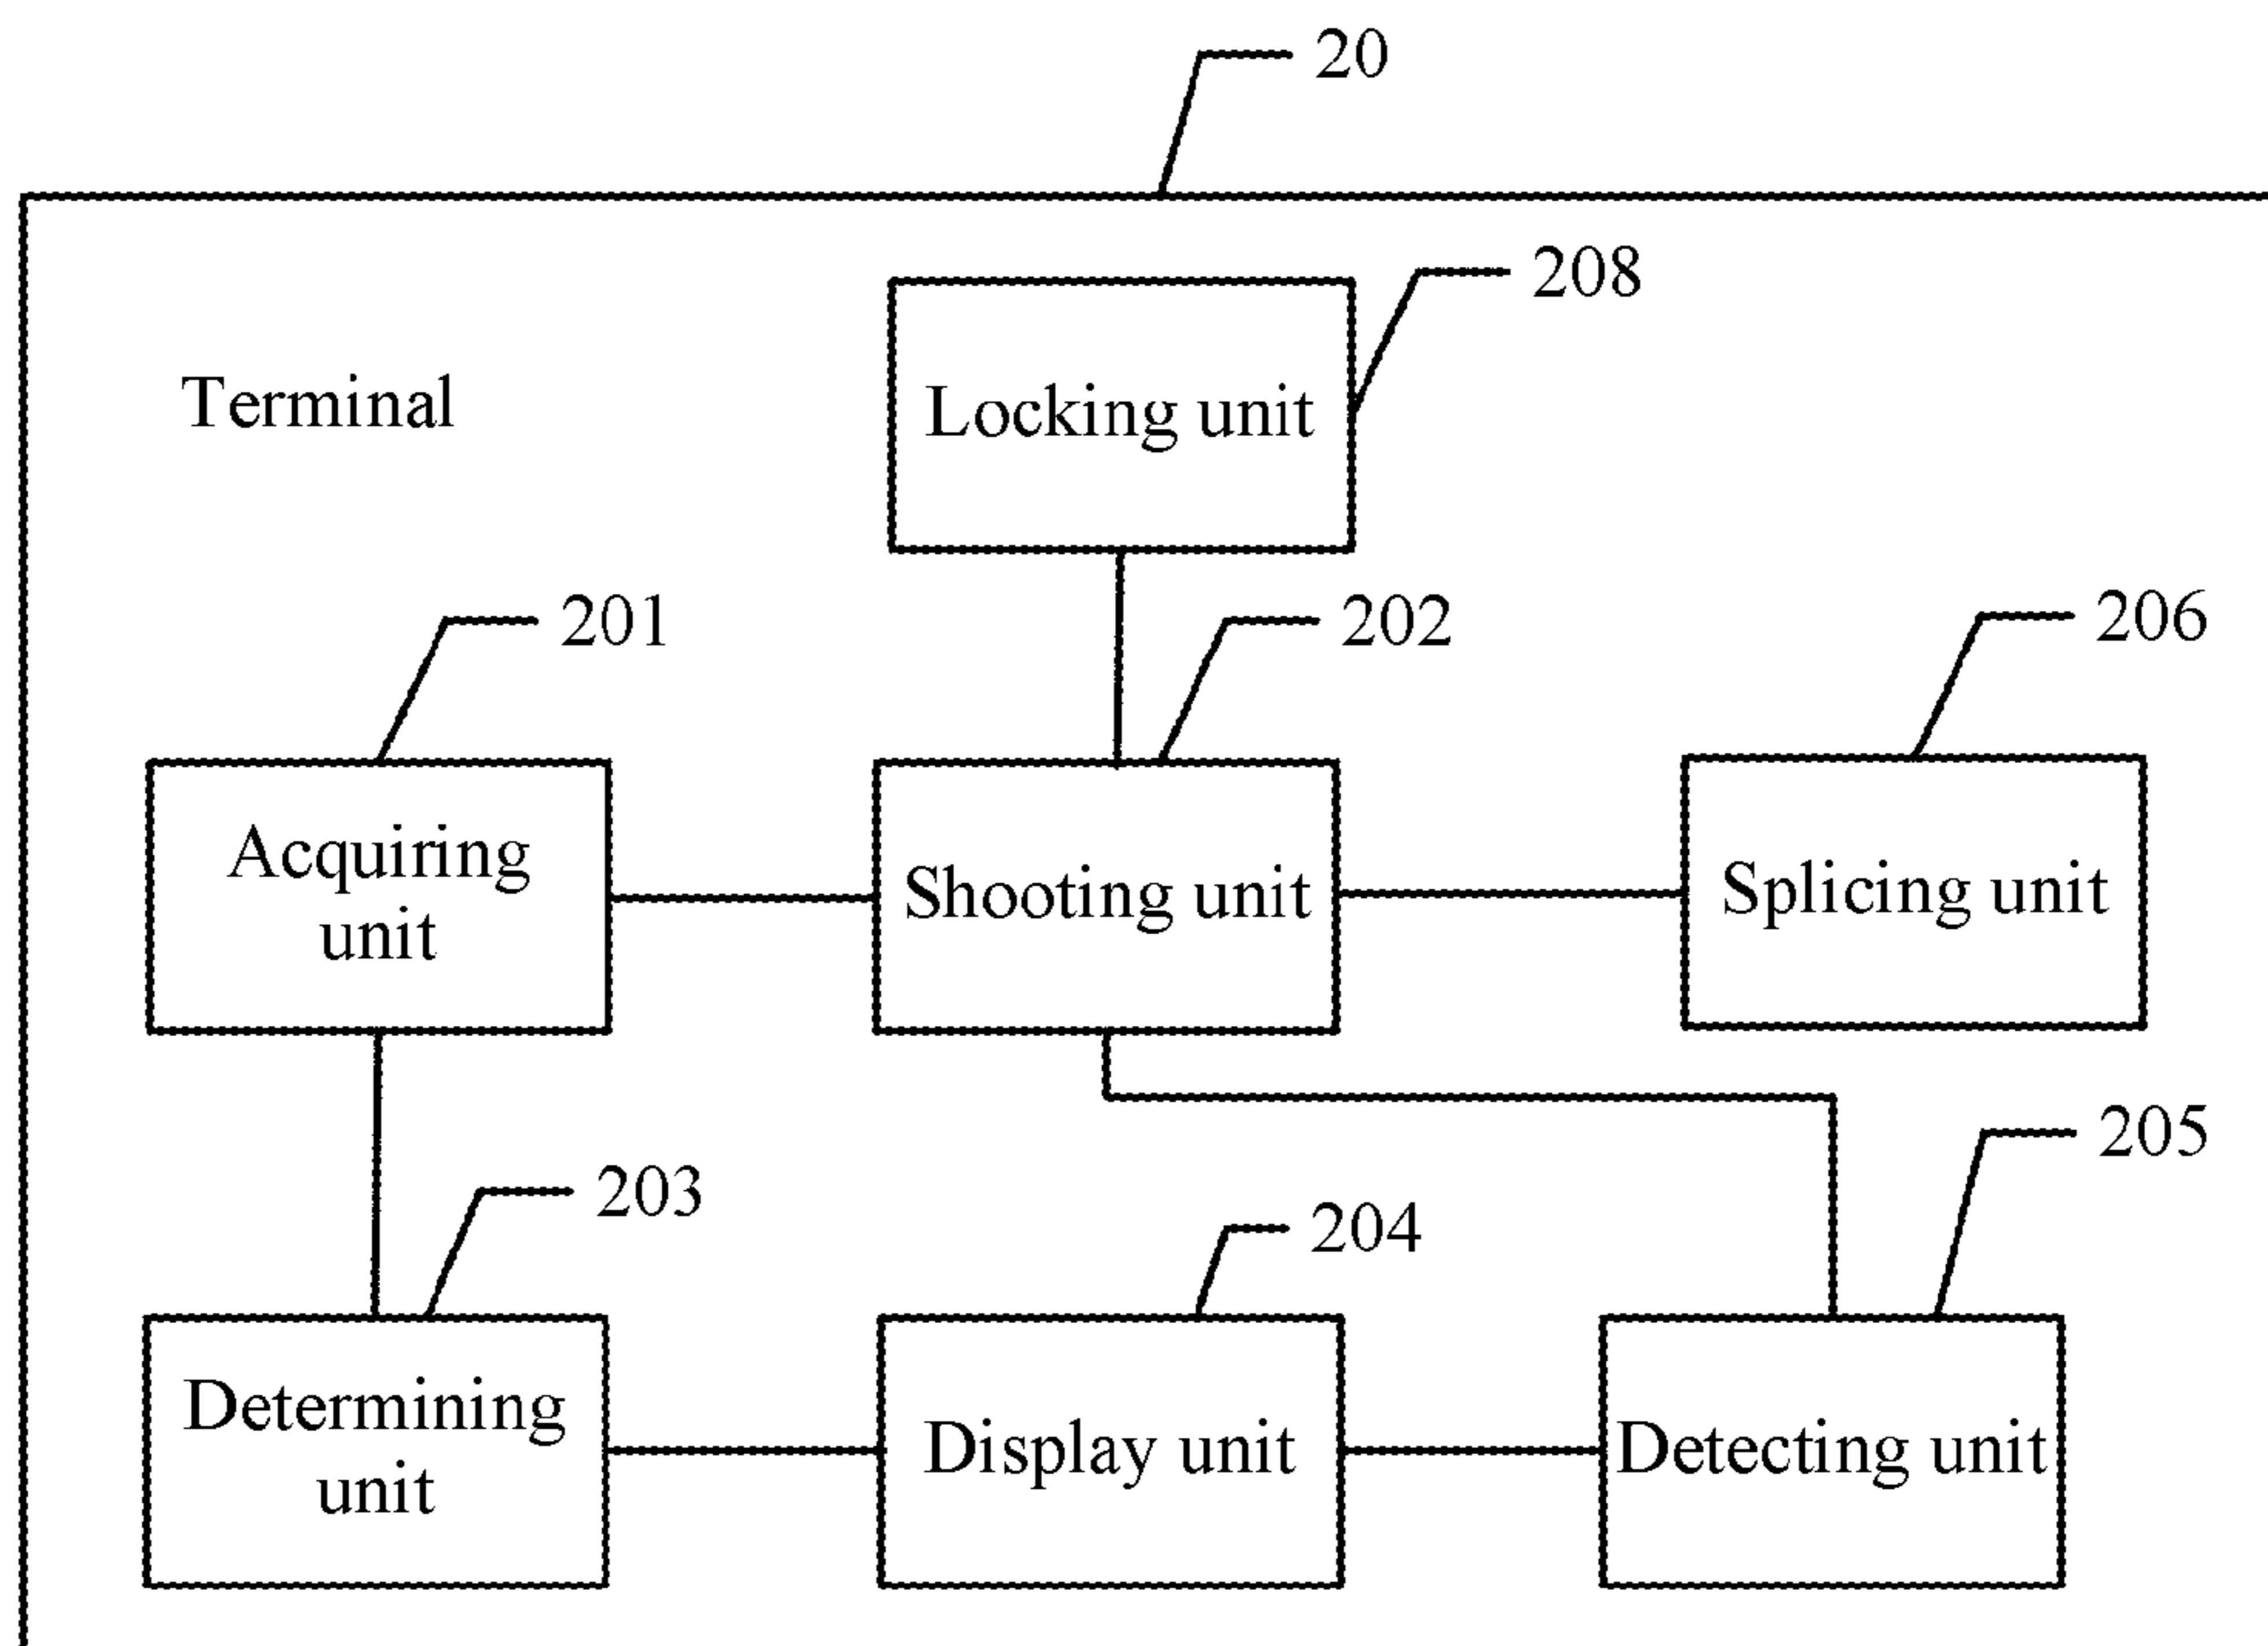 20
208
Terminal
Locking unit
201
202
206
Acquiring
unit
Shooting unit
Splicing unit
203
204
205
Determining
unit
Display unit
Detecting unit